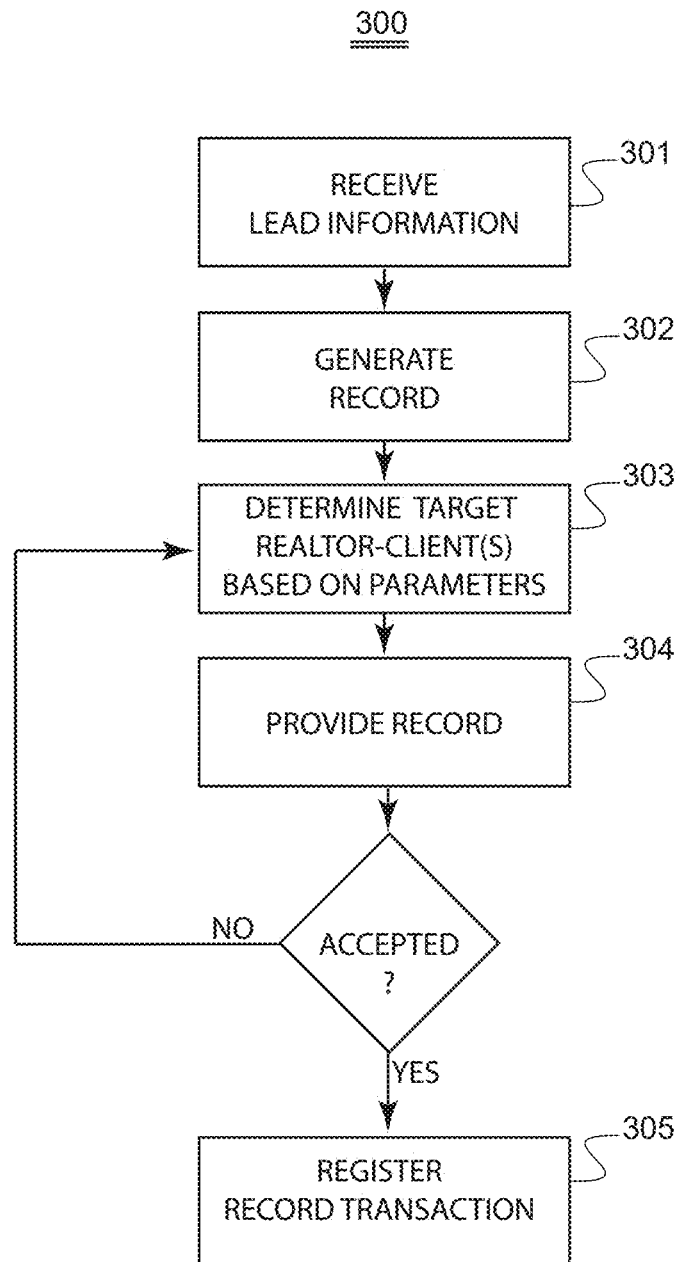 300
301
RECEIVE
LEAD INFORMATION
302
GENERATE
RECORD
303
DETERMINE TARGET
REALTOR-CLIENT(S)
BASED ON PARAMETERS
304
PROVIDE RECORD
NO
ACCEPTED
?
YES
305
REGISTER
RECORD TRANSACTION